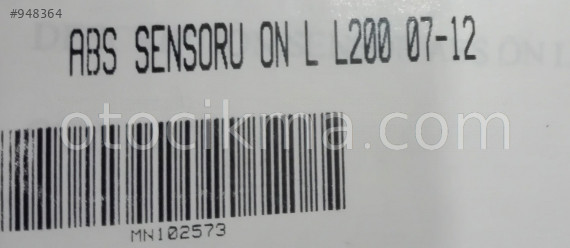 #948364
ABS SENSORU ON L L200 07-12
otocikma.com
MN102573